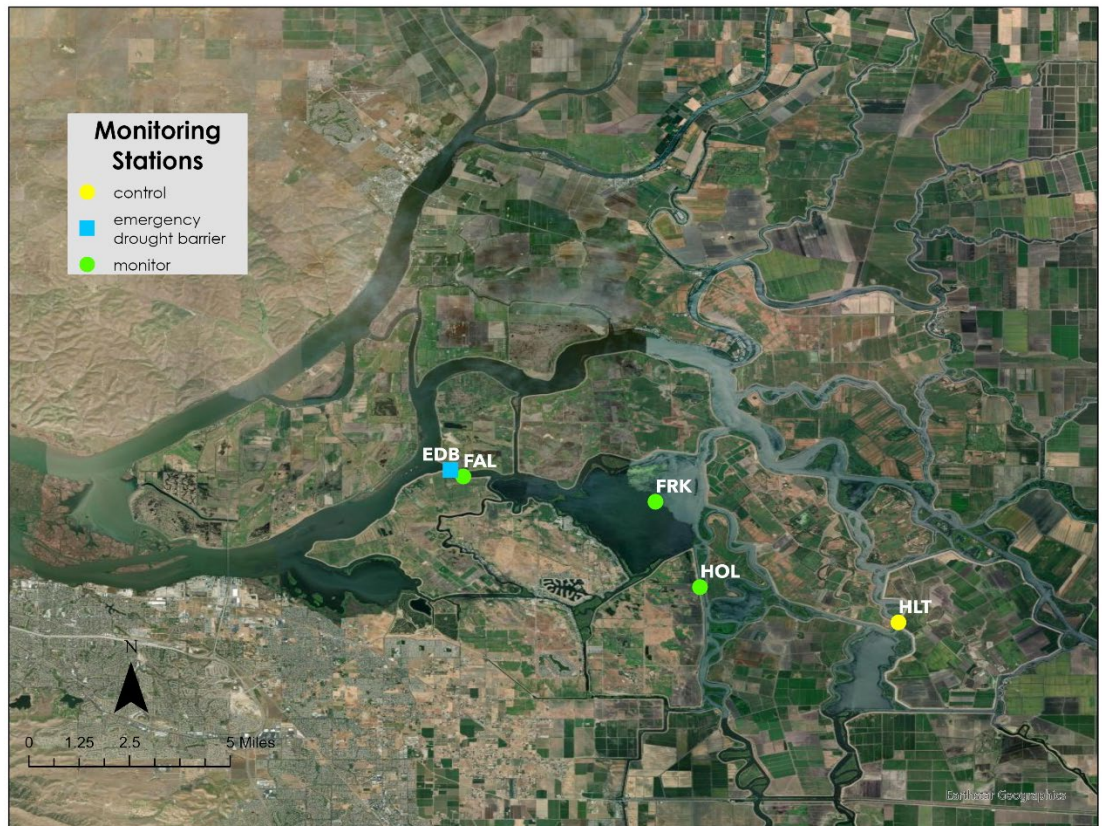 Monitoring
Stations
control
emergency
drought barrier
monitor
EDB
FAL
FRK
HOL
HLT
N
0 1.25 2.5 5 Miles
Earthstar Geographics